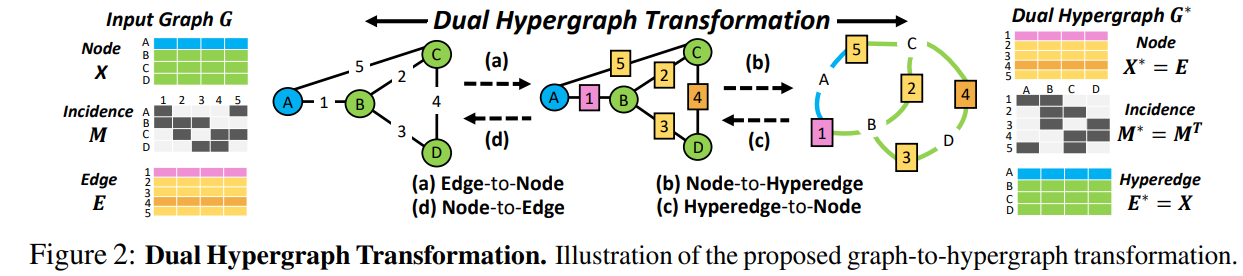 Input Graph G
Dual Hypergraph Transformation
Dual Hypergraph G*
Node
X
A
B
C
D
Incidence
M
1 2 3 4 5
A
B
C
D
Edge
E
1
2
3
4
5
A
B
C
D
1
2
3
4
5
(a)
(d)
A
B
C
D
1
2
3
4
5
(b)
(c)
A
B
C
D
1
2
3
4
5
(a) Edge-to-Node
(d) Node-to-Edge
(b) Node-to-Hyperedge
(c) Hyperedge-to-Node
1
2
3
4
5
Node
X* = E
A B C D
1
2
3
4
5
Incidence
M* = Mᵀ
A
B
C
D
Hyperedge
E* = X
Figure 2: Dual Hypergraph Transformation. Illustration of the proposed graph-to-hypergraph transformation.